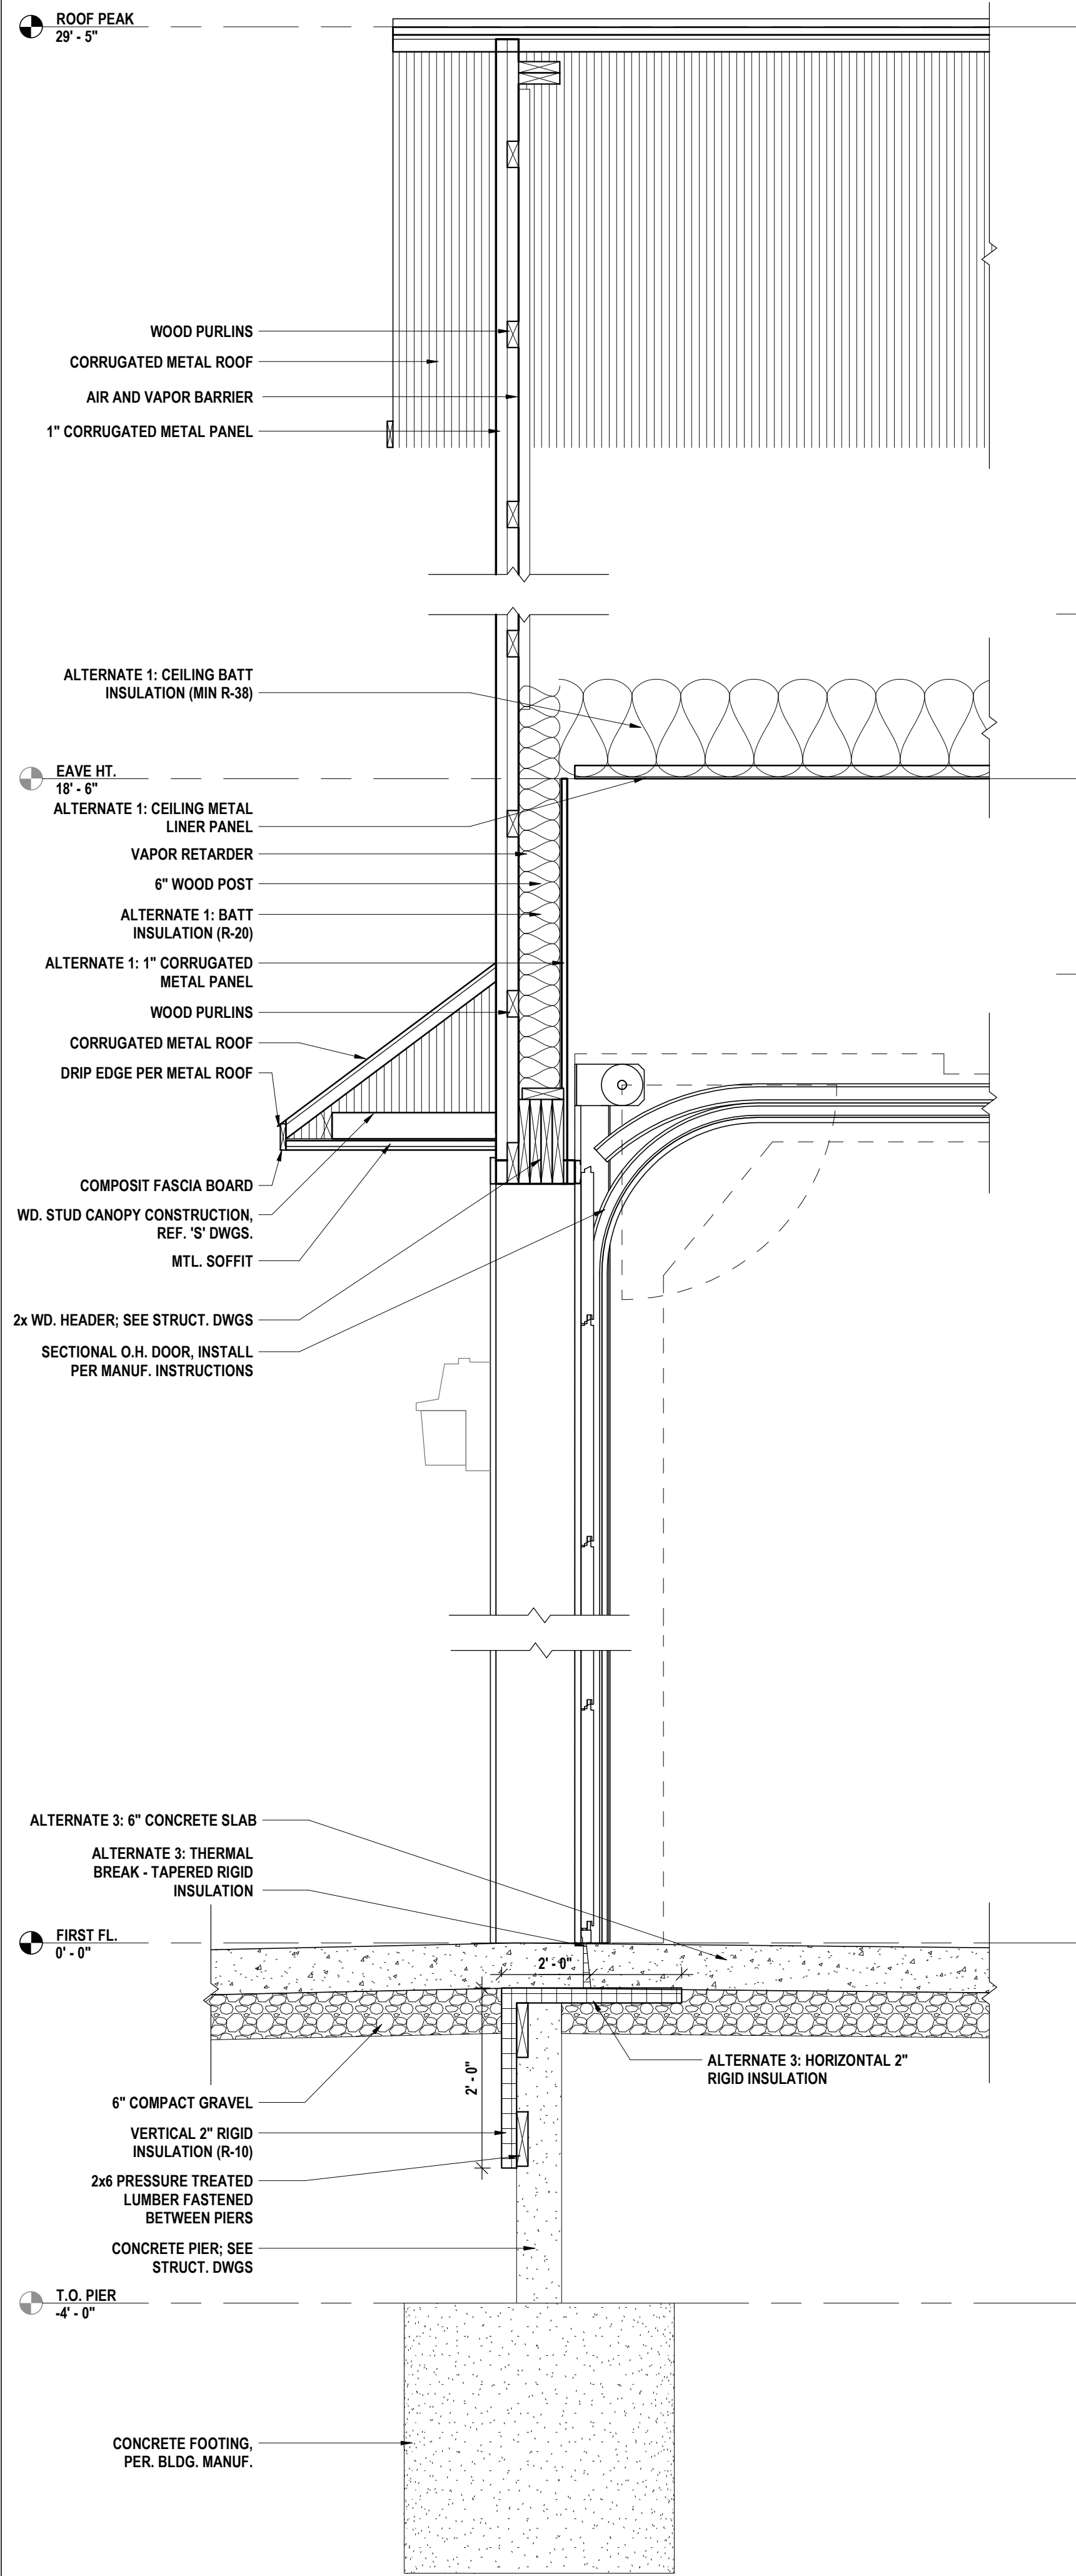 ROOF PEAK
29' - 5"
WOOD PURLINS
CORRUGATED METAL ROOF
AIR AND VAPOR BARRIER
1" CORRUGATED METAL PANEL
ALTERNATE 1: CEILING BATT
INSULATION (MIN R-38)
EAVE HT.
18' - 6"
ALTERNATE 1: CEILING METAL
LINER PANEL
VAPOR RETARDER
6" WOOD POST
ALTERNATE 1: BATT
INSULATION (R-20)
ALTERNATE 1: 1" CORRUGATED
METAL PANEL
WOOD PURLINS
CORRUGATED METAL ROOF
DRIP EDGE PER METAL ROOF
COMPOSIT FASCIA BOARD
WD. STUD CANOPY CONSTRUCTION,
REF. 'S' DWGS.
MTL. SOFFIT
2x WD. HEADER; SEE STRUCT. DWGS
SECTIONAL O.H. DOOR, INSTALL
PER MANUF. INSTRUCTIONS
ALTERNATE 3: 6" CONCRETE SLAB
ALTERNATE 3: THERMAL
BREAK - TAPERED RIGID
INSULATION
FIRST FL.
0' - 0"
2' - 0"
2' - 0"
ALTERNATE 3: HORIZONTAL 2"
RIGID INSULATION
6" COMPACT GRAVEL
VERTICAL 2" RIGID
INSULATION (R-10)
2x6 PRESSURE TREATED
LUMBER FASTENED
BETWEEN PIERS
CONCRETE PIER; SEE
STRUCT. DWGS
T.O. PIER
-4' - 0"
CONCRETE FOOTING,
PER. BLDG. MANUF.